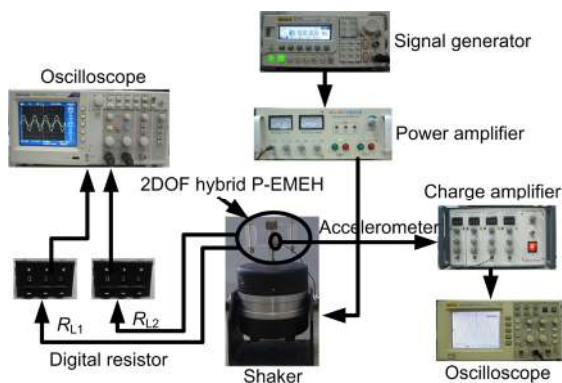 Signal generator
Oscilloscope
Power amplifier
2DOF hybrid P-EMEH
Charge amplifier
Accelerometer
RL1
RL2
Digital resistor
Shaker
Oscilloscope